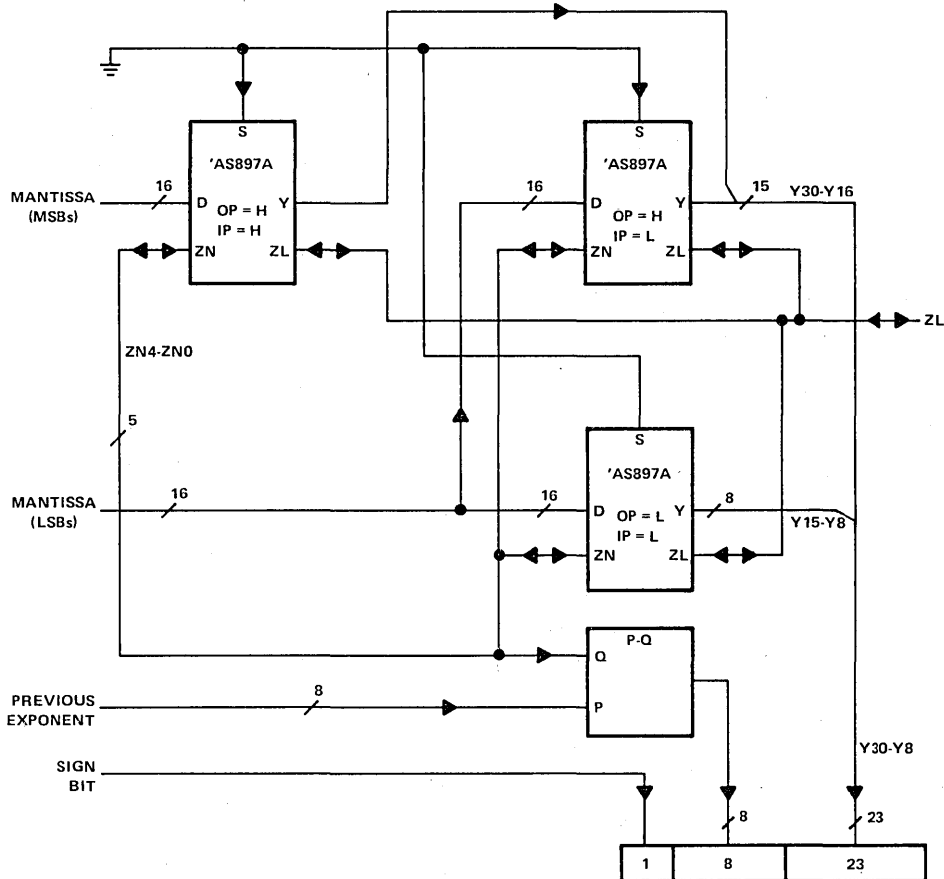 S
'AS897A
D
Y
OP = H
IP = H
ZN
ZL
MANTISSA
(MSBs)
16
S
'AS897A
16
D
Y
OP = H
IP = L
ZN
ZL
15
Y30-Y16
ZL
ZN4-ZN0
5
MANTISSA
(LSBs)
16
S
'AS897A
16
D
Y
OP = L
IP = L
ZN
ZL
8
Y15-Y8
P-Q
Q
P
PREVIOUS
EXPONENT
8
SIGN
BIT
Y30-Y8
8
23
1
8
23